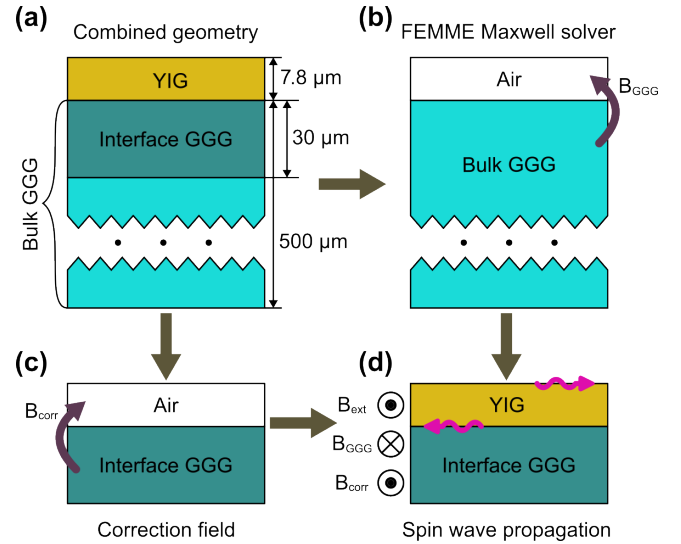 (a)
Combined geometry
YIG
7.8 μm
Interface GGG
30 μm
Bulk GGG
500 μm
(b)
FEMME Maxwell solver
Air
BGGG
Bulk GGG
(c)
Air
Bcorr
Interface GGG
Correction field
(d)
Bext
YIG
BGGG
Bcorr
Interface GGG
Spin wave propagation